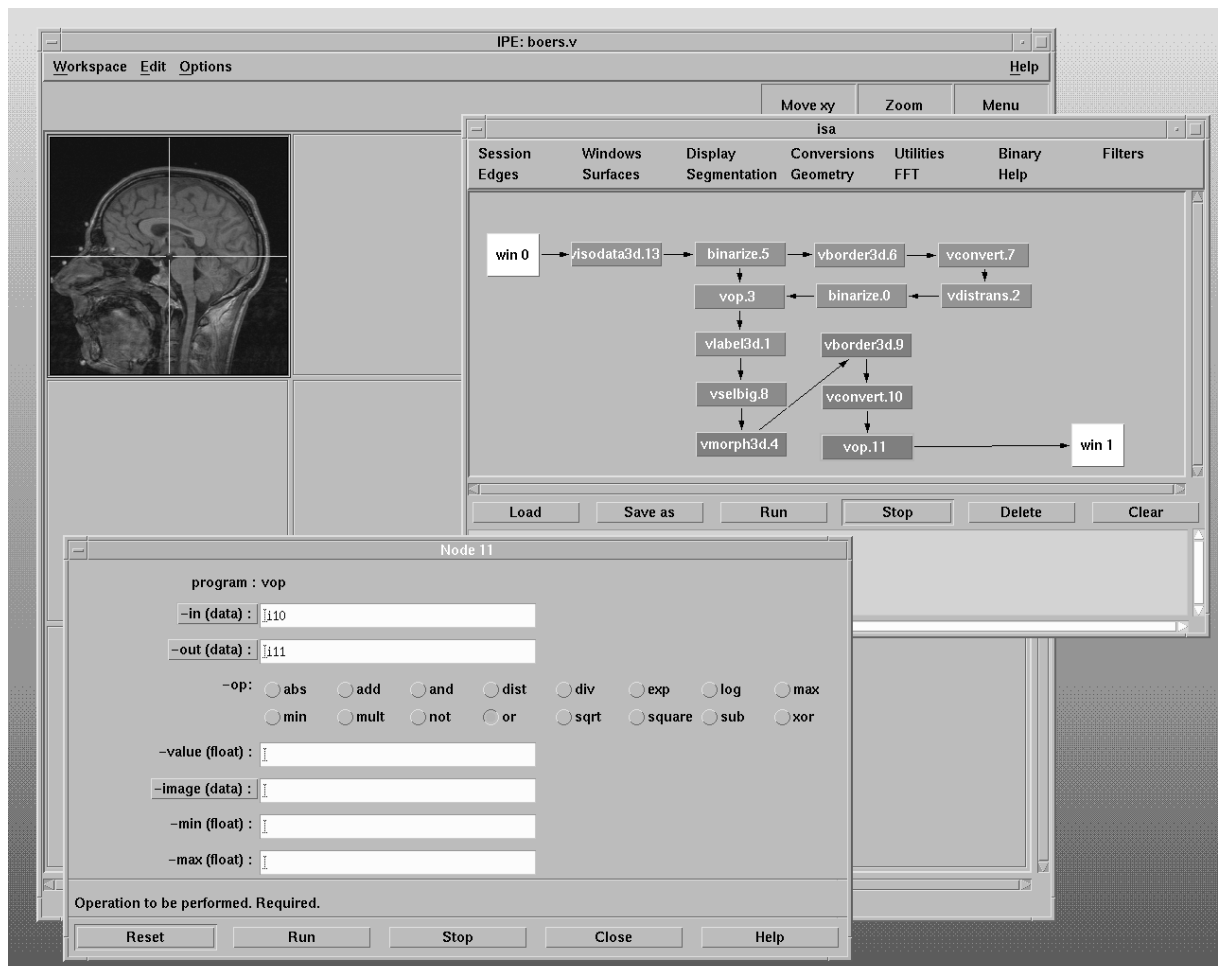 IPE: boers.v
Workspace Edit Options Help
Move xy Zoom Menu
isa
Session Windows Display Conversions Utilities Binary Filters
Edges Surfaces Segmentation Geometry FFT Help
win 0 visodata3d.13 binarize.5 vborder3d.6 vconvert.7
vop.3 binarize.0 vdistrans.2
vlabel3d.1 vborder3d.9
vselbig.8 vconvert.10
vmorph3d.4 vop.11 win 1
Load Save as Run Stop Delete Clear
Node 11
program : vop
-in (data) : i10
-out (data) : i11
-op: abs add and dist div exp log max
min mult not or sqrt square sub xor
-value (float) :
-image (data) :
-min (float) :
-max (float) :
Operation to be performed. Required.
Reset Run Stop Close Help